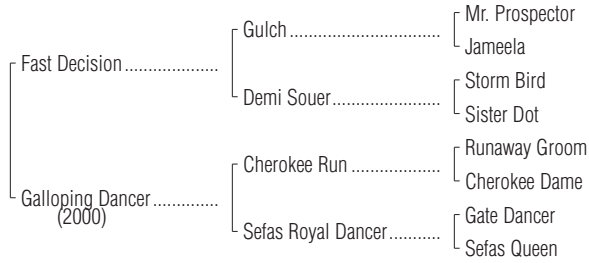 Mr. Prospector
Gulch ................................
Jameela
Fast Decision ....................
Storm Bird
Demi Souer.......................
Sister Dot
Runaway Groom
Cherokee Run ...................
Cherokee Dame
Galloping Dancer..............
(2000)
Gate Dancer
Sefas Royal Dancer...........
Sefas Queen